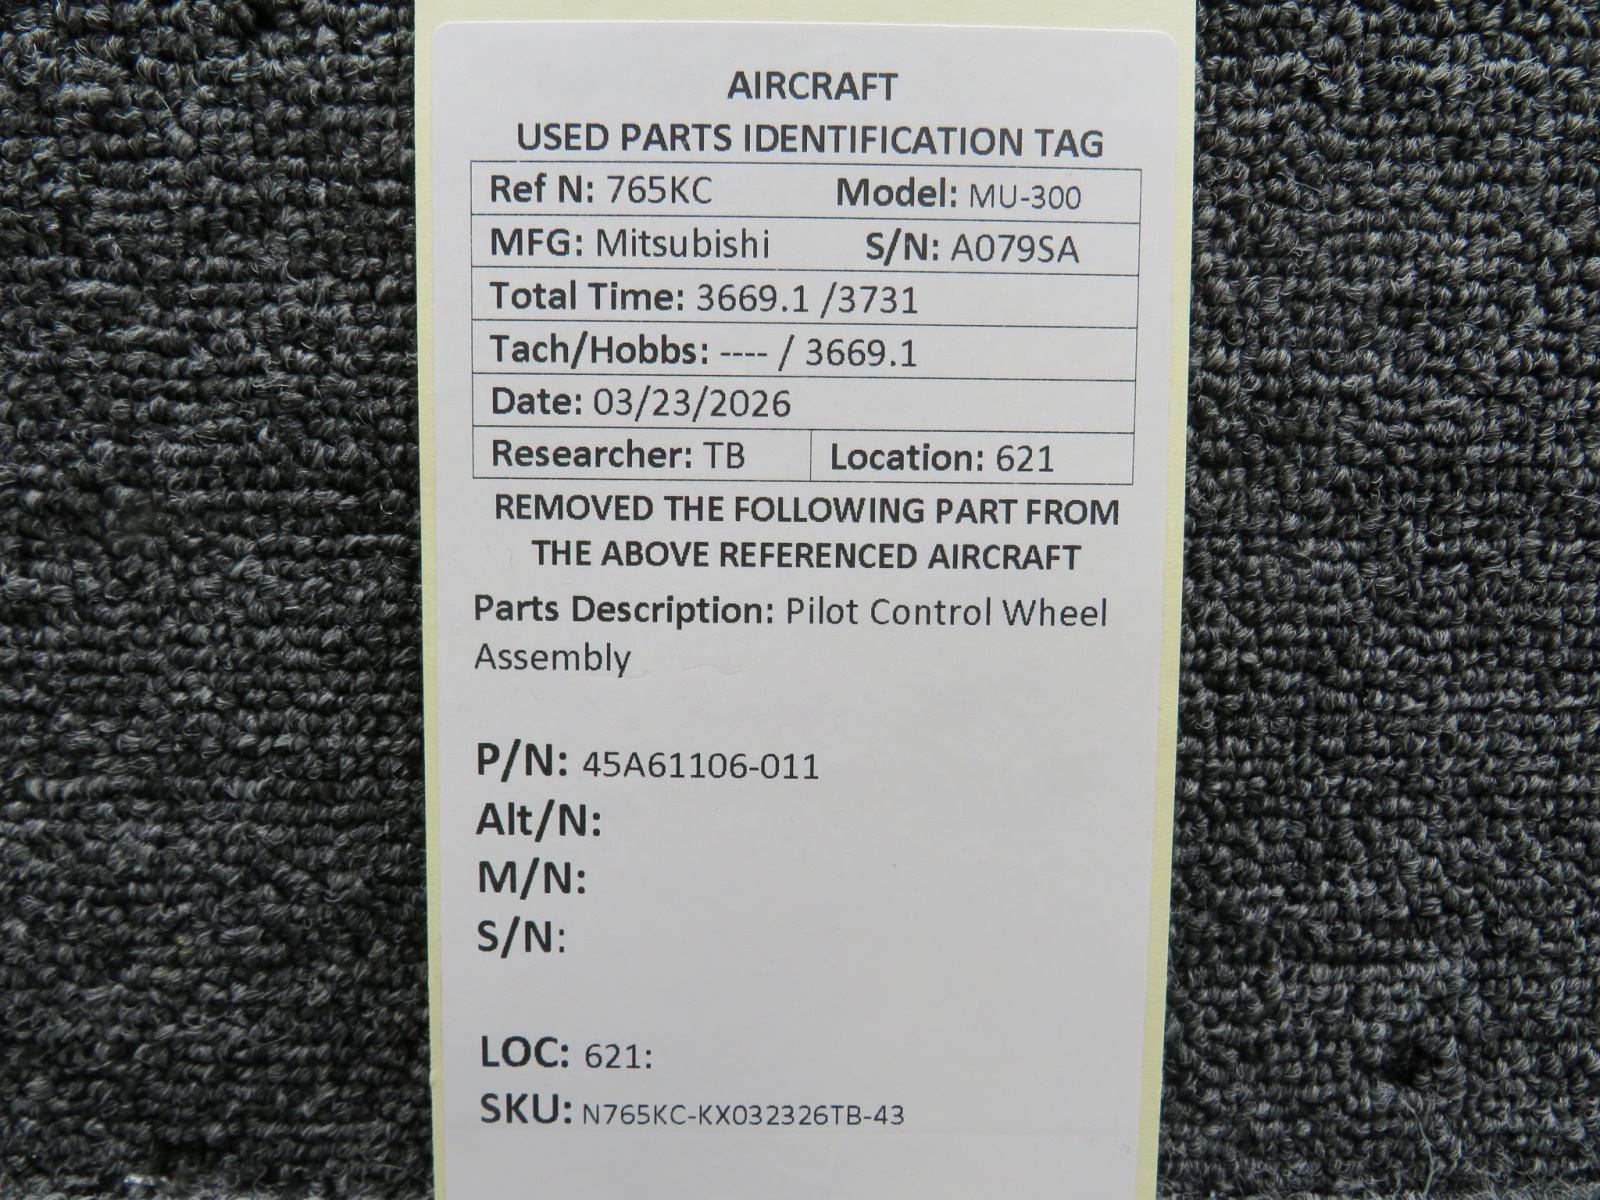 AIRCRAFT
USED PARTS IDENTIFICATION TAG
Ref N: 765KC Model: MU-300
MFG: Mitsubishi S/N: A079SA
Total Time: 3669.1 /3731
Tach/Hobbs: ---- / 3669.1
Date: 03/23/2026
Researcher: TB Location: 621
REMOVED THE FOLLOWING PART FROM
THE ABOVE REFERENCED AIRCRAFT
Parts Description: Pilot Control Wheel
Assembly
P/N: 45A61106-011
Alt/N:
M/N:
S/N:
LOC: 621:
SKU: N765KC-KX032326TB-43